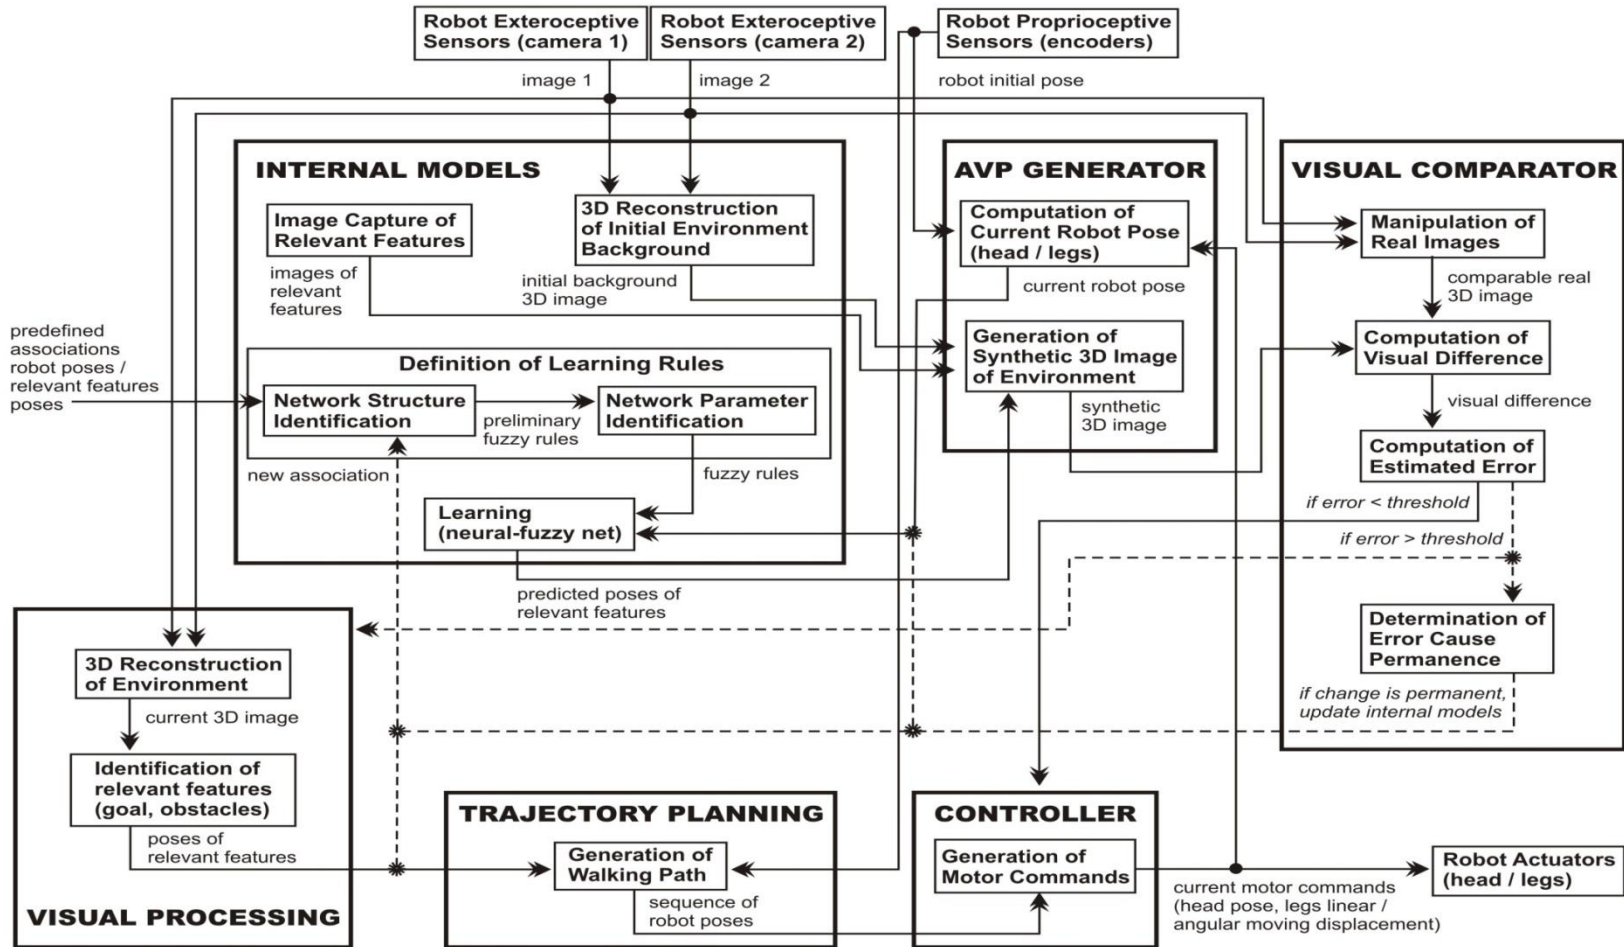 Robot Exteroceptive
Sensors (camera 1)
Robot Exteroceptive
Sensors (camera 2)
Robot Proprioceptive
Sensors (encoders)
image 1
image 2
robot initial pose
INTERNAL MODELS
Image Capture of
Relevant Features
3D Reconstruction
of Initial Environment
Background
images of
relevant
features
initial background
3D image
predefined
associations
robot poses /
relevant features
poses
Definition of Learning Rules
Network Structure
Identification
preliminary
fuzzy rules
Network Parameter
Identification
new association
fuzzy rules
Learning
(neural-fuzzy net)
predicted poses of
relevant features
AVP GENERATOR
Computation of
Current Robot Pose
(head / legs)
current robot pose
Generation of
Synthetic 3D Image
of Environment
synthetic
3D image
VISUAL COMPARATOR
Manipulation of
Real Images
comparable real
3D image
Computation of
Visual Difference
visual difference
Computation of
Estimated Error
if error < threshold
if error > threshold
Determination of
Error Cause
Permanence
if change is permanent,
update internal models
3D Reconstruction
of Environment
current 3D image
Identification of
relevant features
(goal, obstacles)
poses of
relevant features
VISUAL PROCESSING
TRAJECTORY PLANNING
Generation of
Walking Path
sequence of
robot poses
CONTROLLER
Generation of
Motor Commands
current motor commands
(head pose, legs linear /
angular moving displacement)
Robot Actuators
(head / legs)